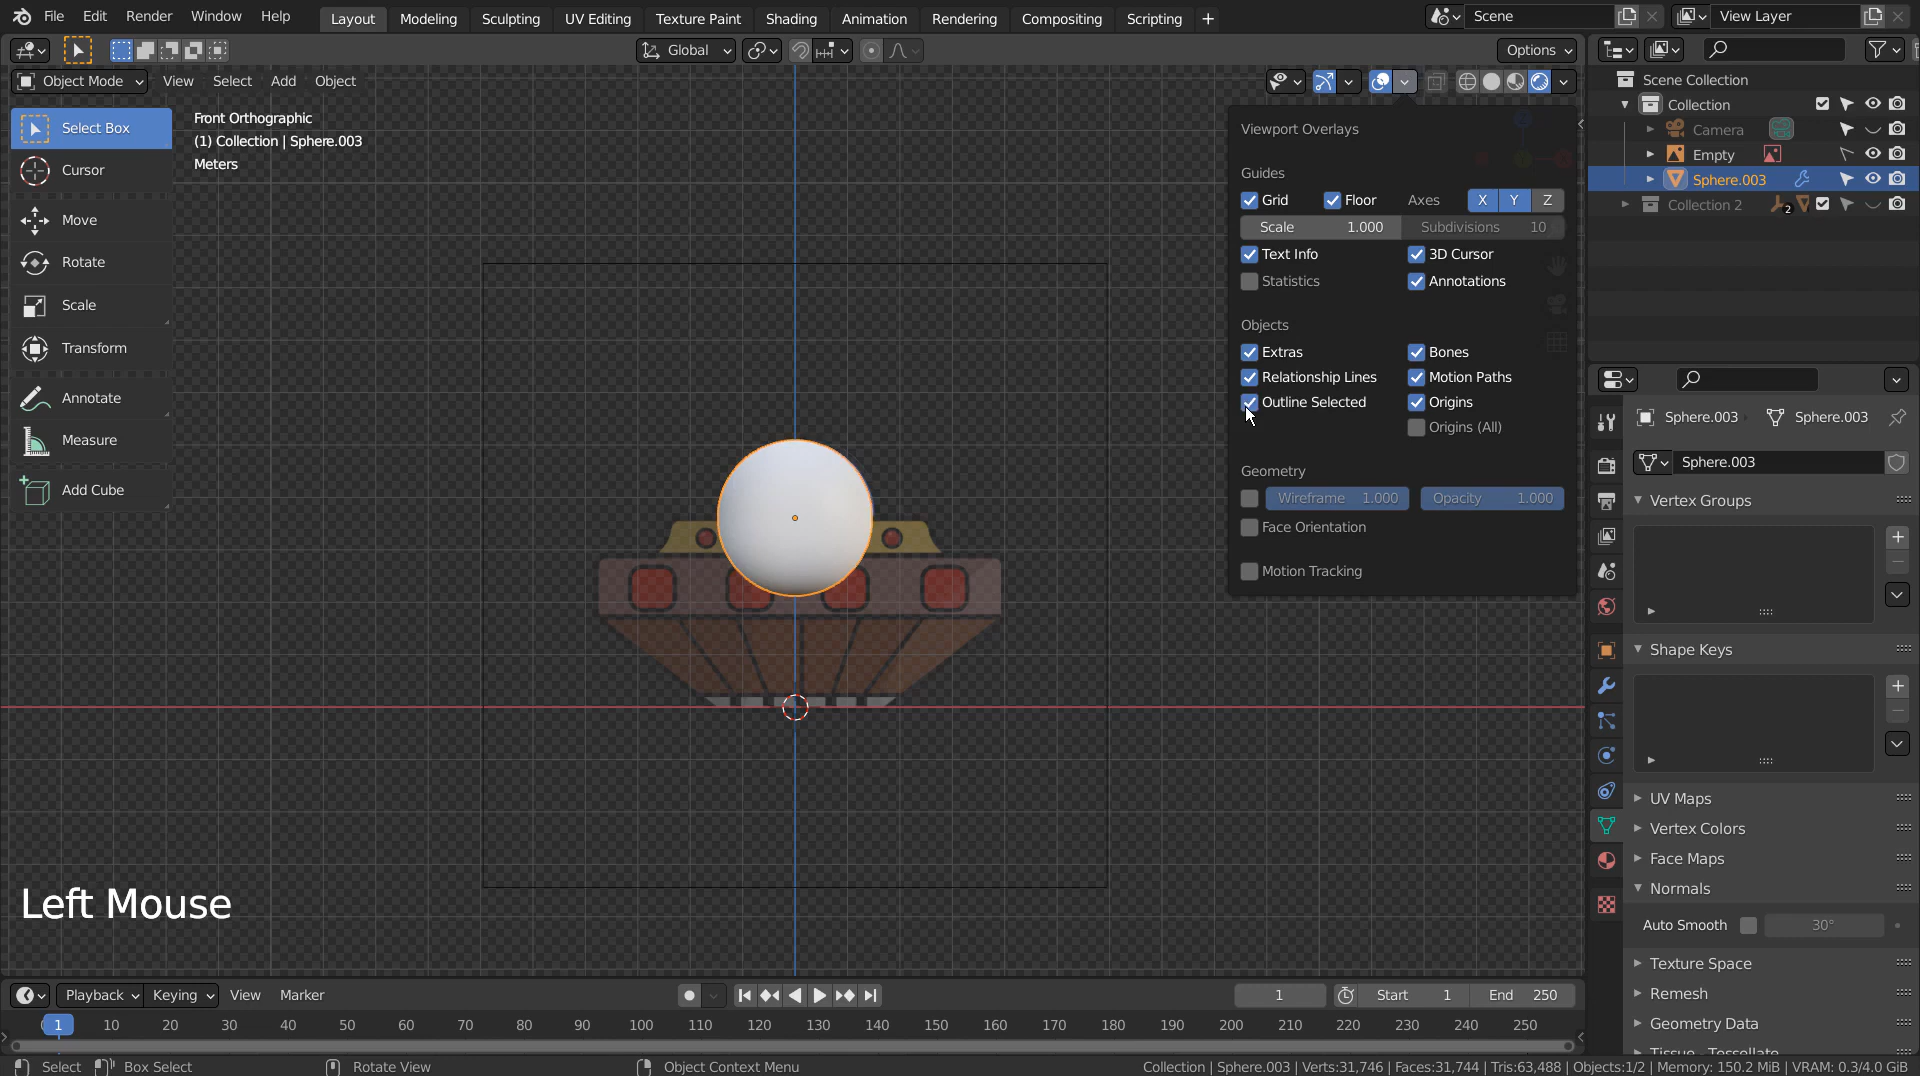 File Edit Render Window Help Layout Modeling Sculpting UV Editing Texture Paint Shading Animation Rendering Compositing Scripting + Scene View Layer
Global Options
Object Mode View Select Add Object
Select Box
Cursor
Move
Rotate
Scale
Transform
Annotate
Measure
Add Cube
Front Orthographic
(1) Collection | Sphere.003
Meters
Viewport Overlays
Guides
Grid Floor Axes X Y Z
Scale 1.000 Subdivisions 10
Text Info 3D Cursor
Statistics Annotations
Objects
Extras Bones
Relationship Lines Motion Paths
Outline Selected Origins
Origins (All)
Geometry
Wireframe 1.000 Opacity 1.000
Face Orientation
Motion Tracking
Scene Collection
Collection
Camera
Empty
Sphere.003
Collection 2 2
Sphere.003 Sphere.003
Sphere.003
Vertex Groups
Shape Keys
UV Maps
Vertex Colors
Face Maps
Normals
Auto Smooth 30°
Texture Space
Remesh
Geometry Data
Tissue - Tessellate
Left Mouse
Playback Keying View Marker 1 Start 1 End 250
1 10 20 30 40 50 60 70 80 90 100 110 120 130 140 150 160 170 180 190 200 210 220 230 240 250
Select Box Select Rotate View Object Context Menu Collection | Sphere.003 | Verts:31,746 | Faces:31,744 | Tris:63,488 | Objects:1/2 | Memory: 150.2 MiB | VRAM: 0.3/4.0 GiB